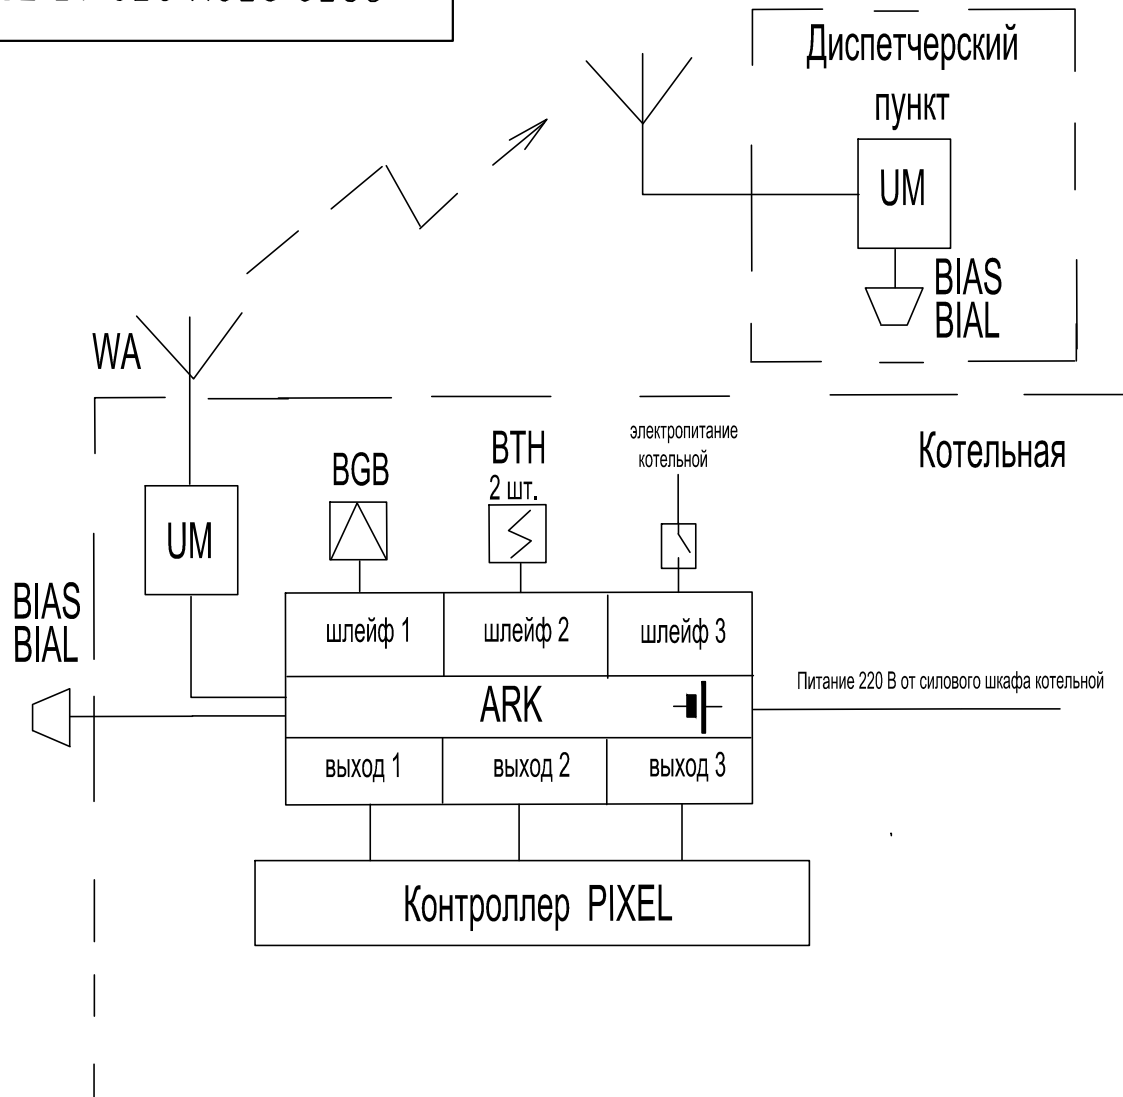 Диспетчерский
пункт
UM
BIAS
BIAL
WA
Котельная
электропитание
котельной
BTH
2 шт.
BGB
UM
BIAS
BIAL
шлейф 1
шлейф 2
шлейф 3
ARK
Питание 220 В от силового шкафа котельной
выход 1
выход 2
выход 3
Контроллер PIXEL